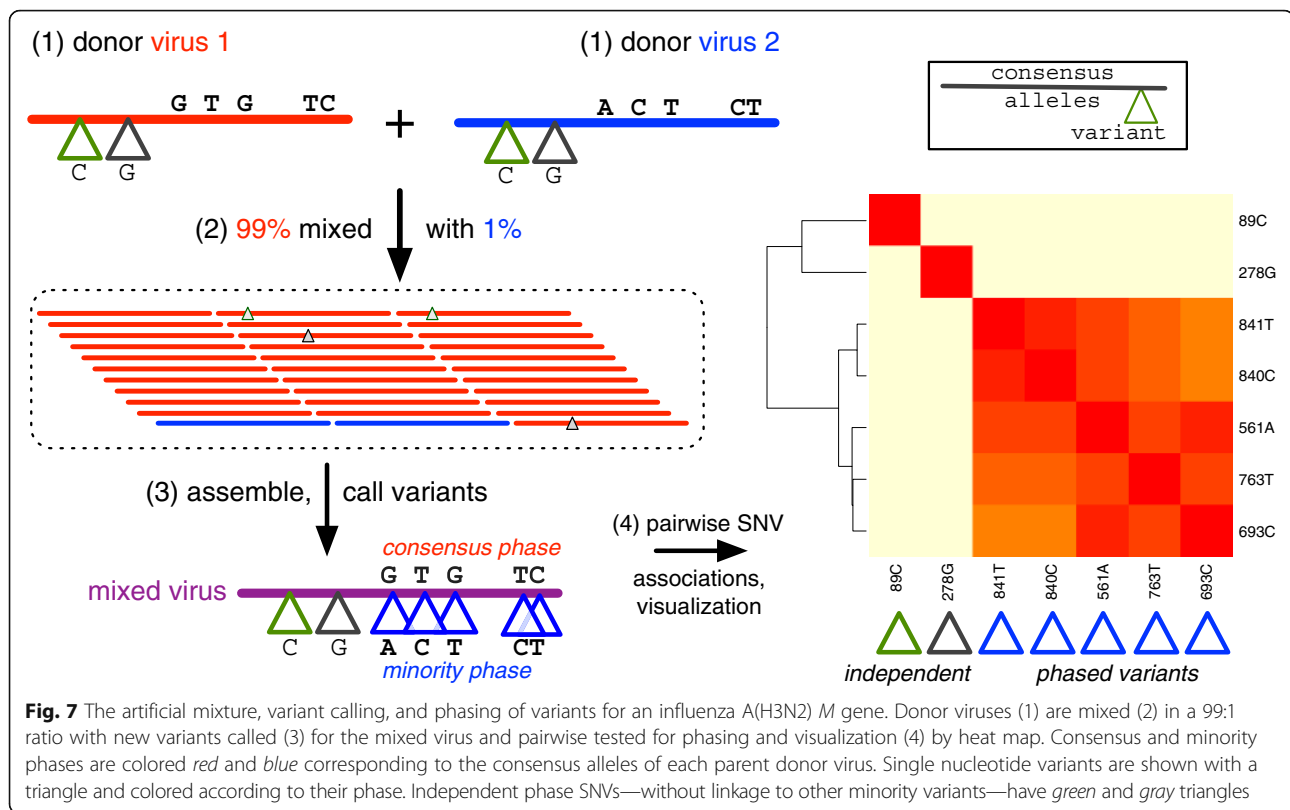 (1) donor virus 1
(1) donor virus 2
G T G TC
A C T CT
+
C G
C G
consensus
alleles
variant
(2) 99% mixed with 1%
(3) assemble, call variants
consensus phase
G T G TC
mixed virus
C G A C T CT
minority phase
(4) pairwise SNV
associations,
visualization
89C
278G
841T
840C
561A
763T
693C
89C 278G 841T 840C 561A 763T 693C
independent phased variants
Fig. 7 The artificial mixture, variant calling, and phasing of variants for an influenza A(H3N2) M gene. Donor viruses (1) are mixed (2) in a 99:1
ratio with new variants called (3) for the mixed virus and pairwise tested for phasing and visualization (4) by heat map. Consensus and minority
phases are colored red and blue corresponding to the consensus alleles of each parent donor virus. Single nucleotide variants are shown with a
triangle and colored according to their phase. Independent phase SNVs—without linkage to other minority variants—have green and gray triangles